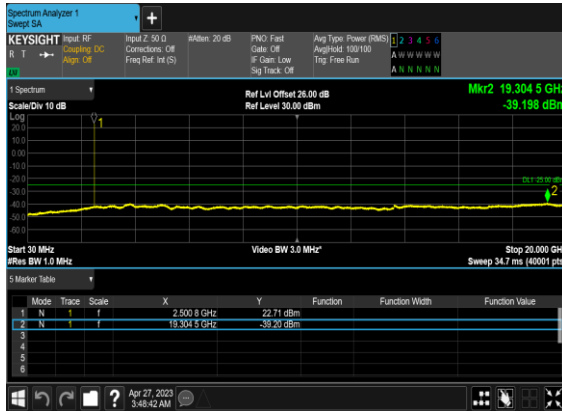 Spectrum Analyzer 1
Swept SA
+
KEYSIGHT
R T
LXI
Input: RF
Coupling: DC
Align: Off
Input Z: 50 Ω
Corrections: Off
Freq Ref: Int (S)
#Atten: 20 dB
PNO: Fast
Gate: Off
IF Gain: Low
Sig Track: Off
Avg Type: Power (RMS)
Avg|Hold: 100/100
Trig: Free Run
1 2 3 4 5 6
A W W W W W
A N N N N N
1 Spectrum
Scale/Div 10 dB
Ref Lvl Offset 26.00 dB
Ref Level 30.00 dBm
Mkr2 19.304 5 GHz
-39.198 dBm
Log
1
20.0
10.0
0.00
-10.0
-20.0
DL1 -25.00 dBm
-30.0
2
-40.0
-50.0
-60.0
Start 30 MHz
#Res BW 1.0 MHz
Video BW 3.0 MHz*
Stop 20.000 GH
Sweep 34.7 ms (40001 pts
5 Marker Table
Mode Trace Scale X Y Function Function Width Function Value
1 N 1 f 2.500 8 GHz 22.71 dBm
2 N 1 f 19.304 5 GHz -39.20 dBm
3
4
5
6
?
Apr 27, 2023
3:48:42 AM